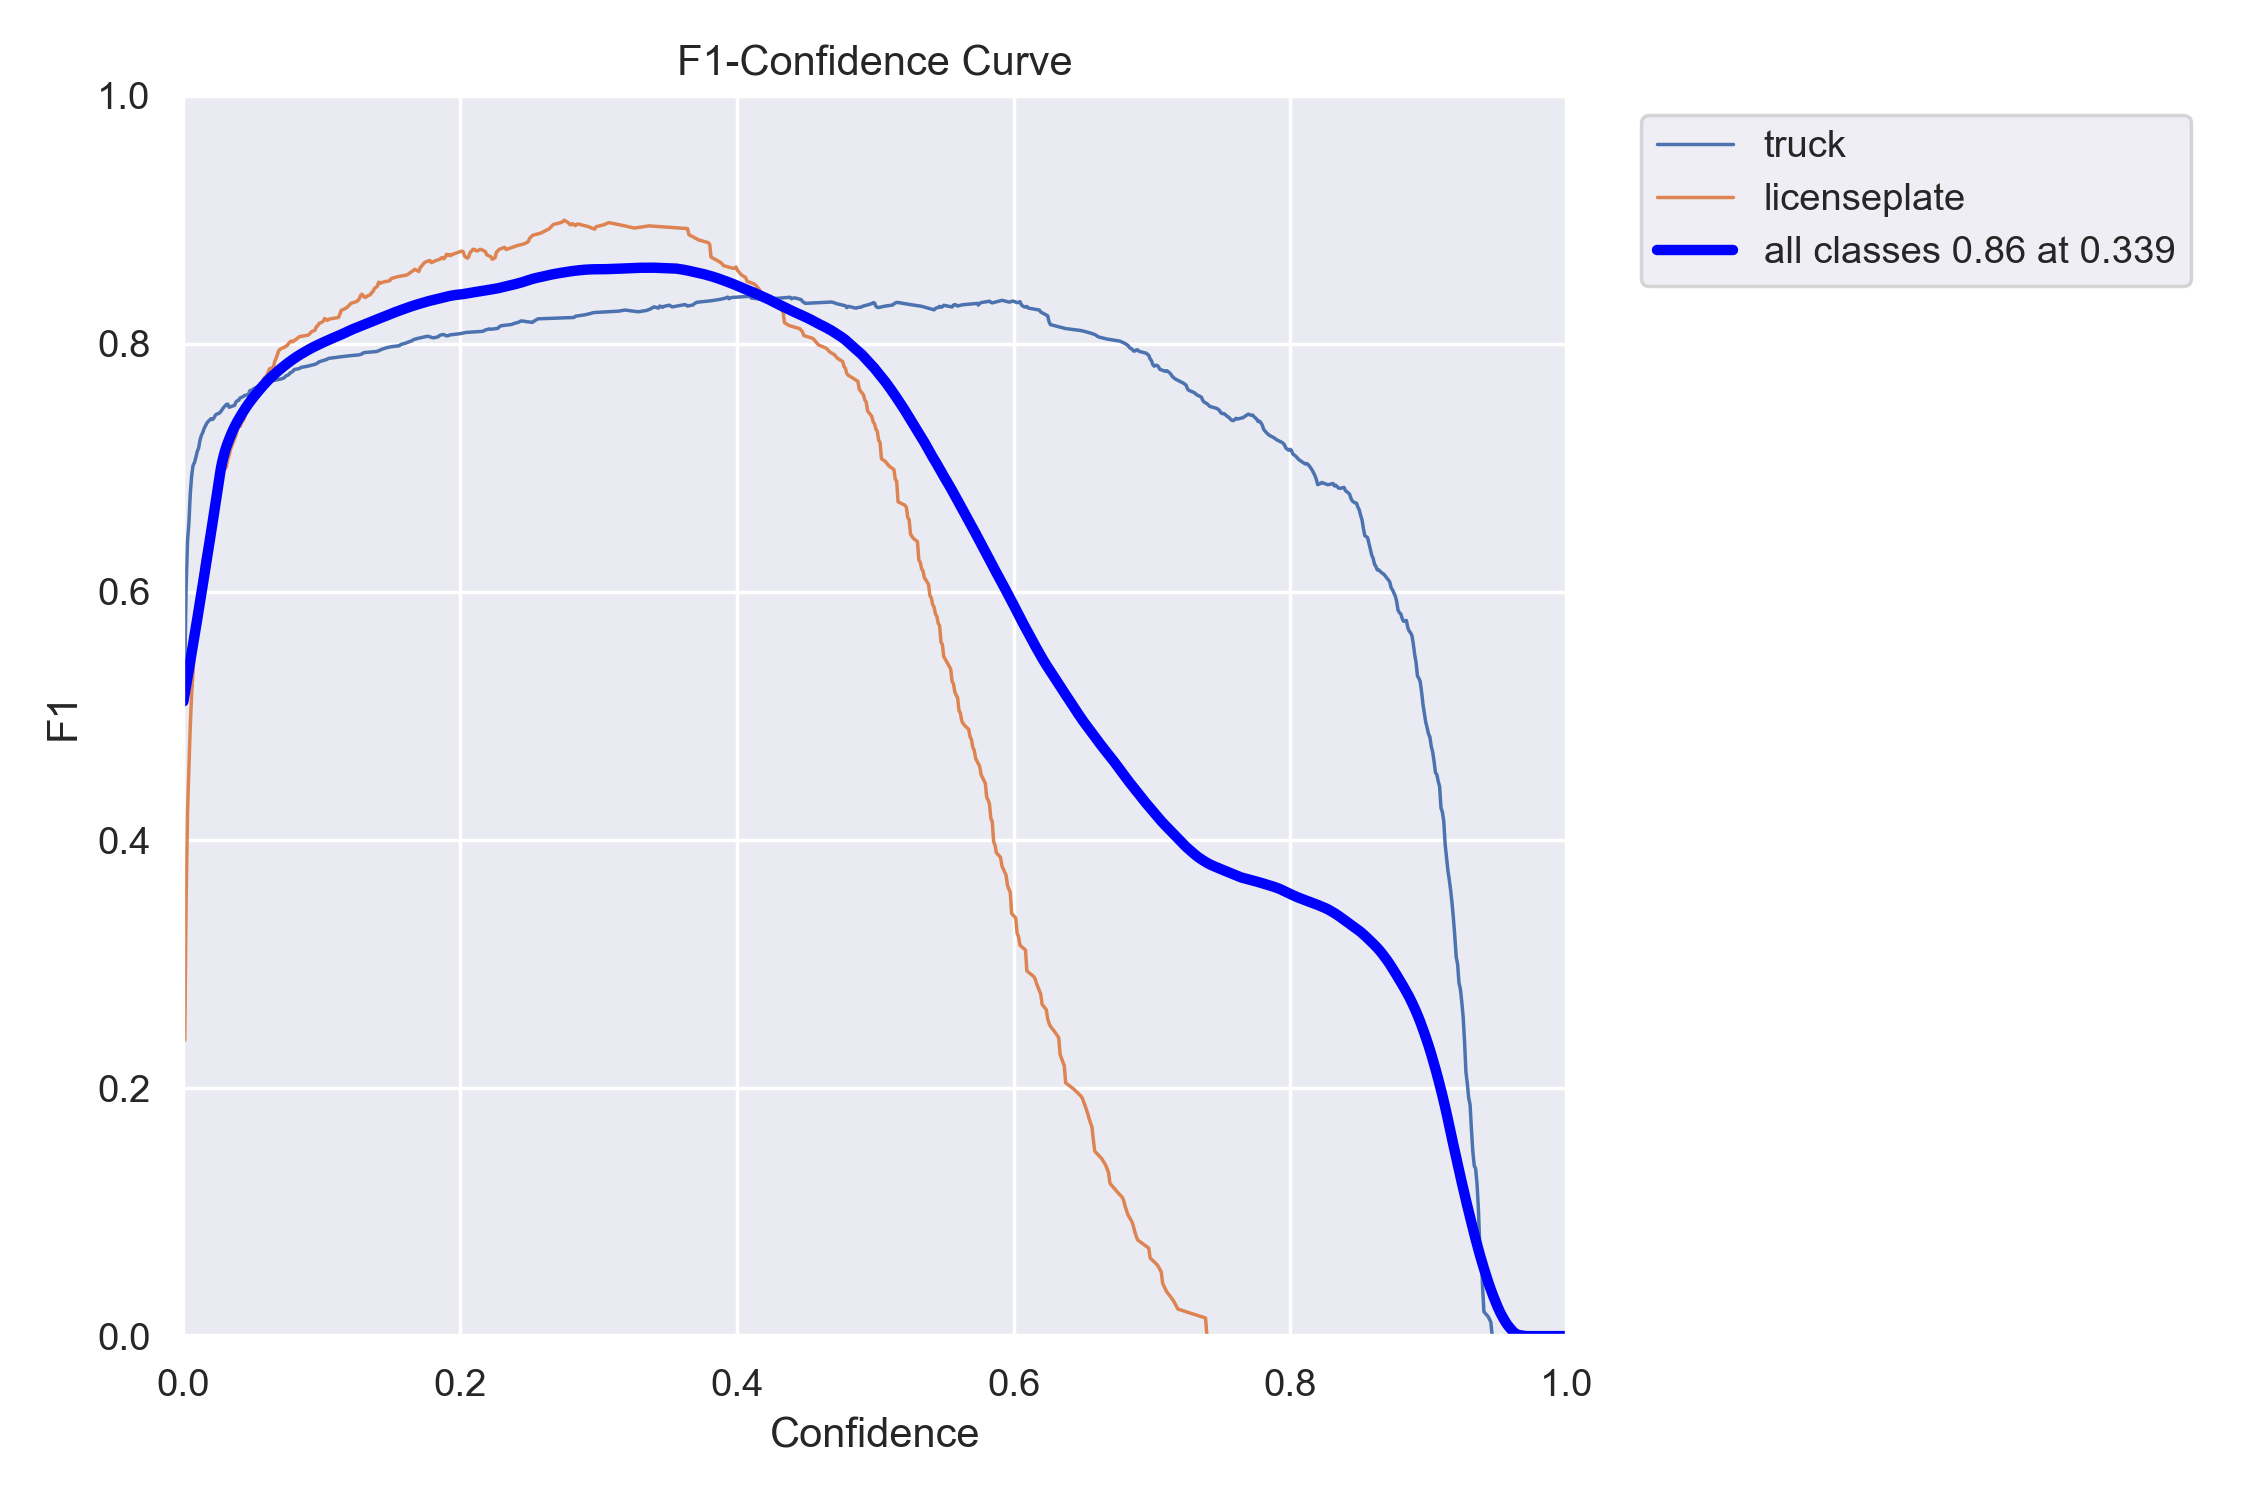 F1-Confidence Curve
1.0
0.8
0.6
0.4
0.2
0.0
F1
0.0 0.2 0.4 0.6 0.8 1.0
Confidence
truck
licenseplate
all classes 0.86 at 0.339